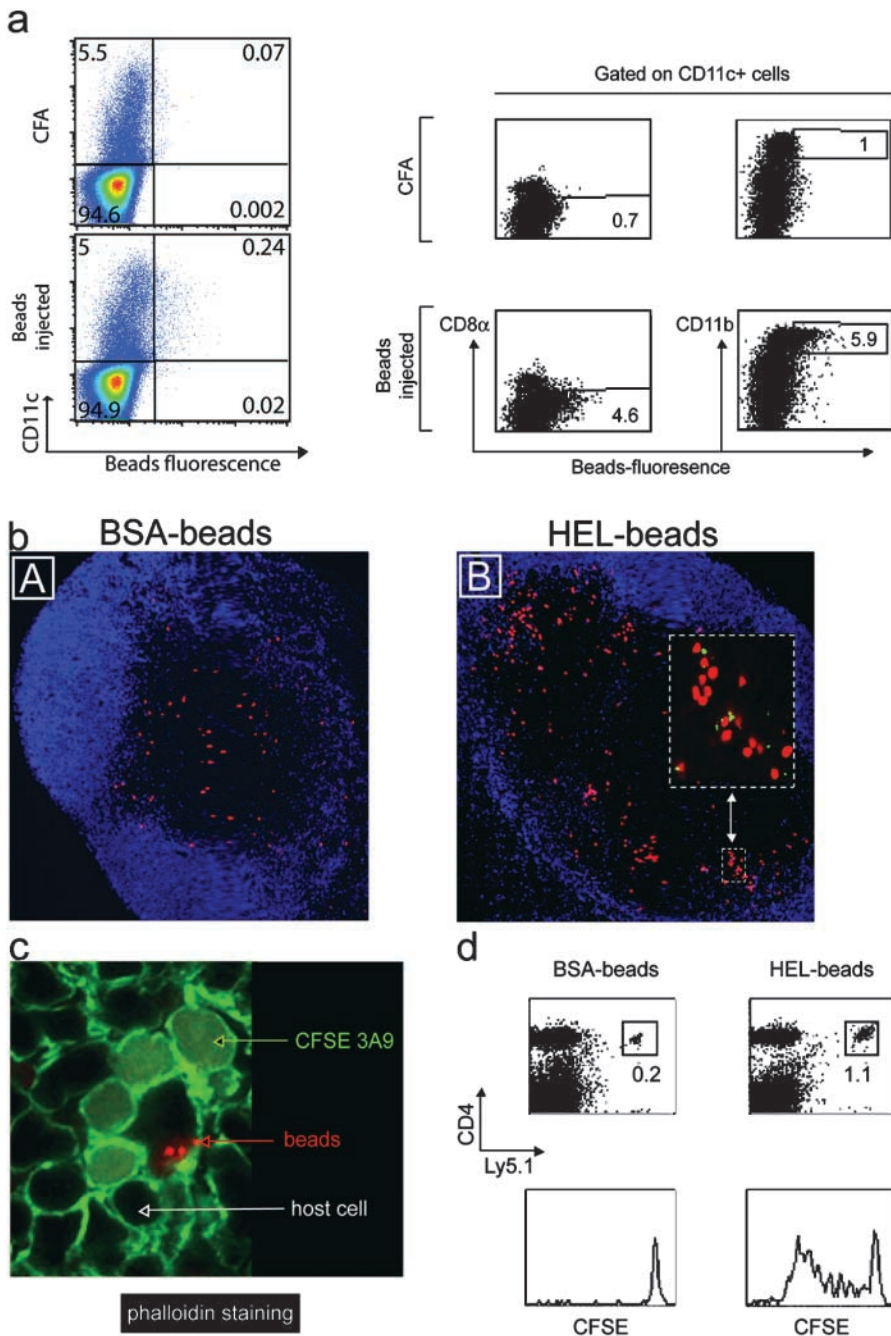 a
5.5
0.07
CFA
94.6
0.002
5
0.24
Beads injected
94.9
0.02
CD11c
Beads fluorescence
Gated on CD11c+ cells
CFA
0.7
1
Beads injected
CD8α
4.6
CD11b
5.9
Beads-fluoresence
b
BSA-beads
A
HEL-beads
B
c
CFSE 3A9
beads
host cell
phalloidin staining
d
BSA-beads
HEL-beads
0.2
1.1
CD4
Ly5.1
CFSE
CFSE